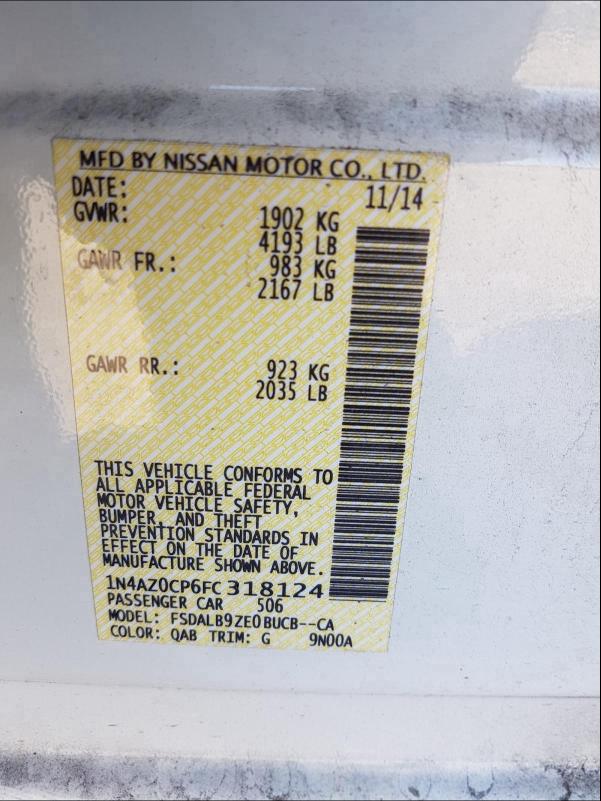 MFD BY NISSAN MOTOR CO., LTD.
DATE: 11/14
GVWR: 1902 KG
4193 LB
GAWR FR.: 983 KG
2167 LB
GAWR RR.: 923 KG
2035 LB
THIS VEHICLE CONFORMS TO
ALL APPLICABLE FEDERAL
MOTOR VEHICLE SAFETY,
BUMPER, AND THEFT
PREVENTION STANDARDS IN
EFFECT ON THE DATE OF
MANUFACTURE SHOWN ABOVE.
1N4AZ0CP6FC318124
PASSENGER CAR 506
MODEL: FSDALB9ZE0BUCB--CA
COLOR: QAB TRIM: G 9N00A